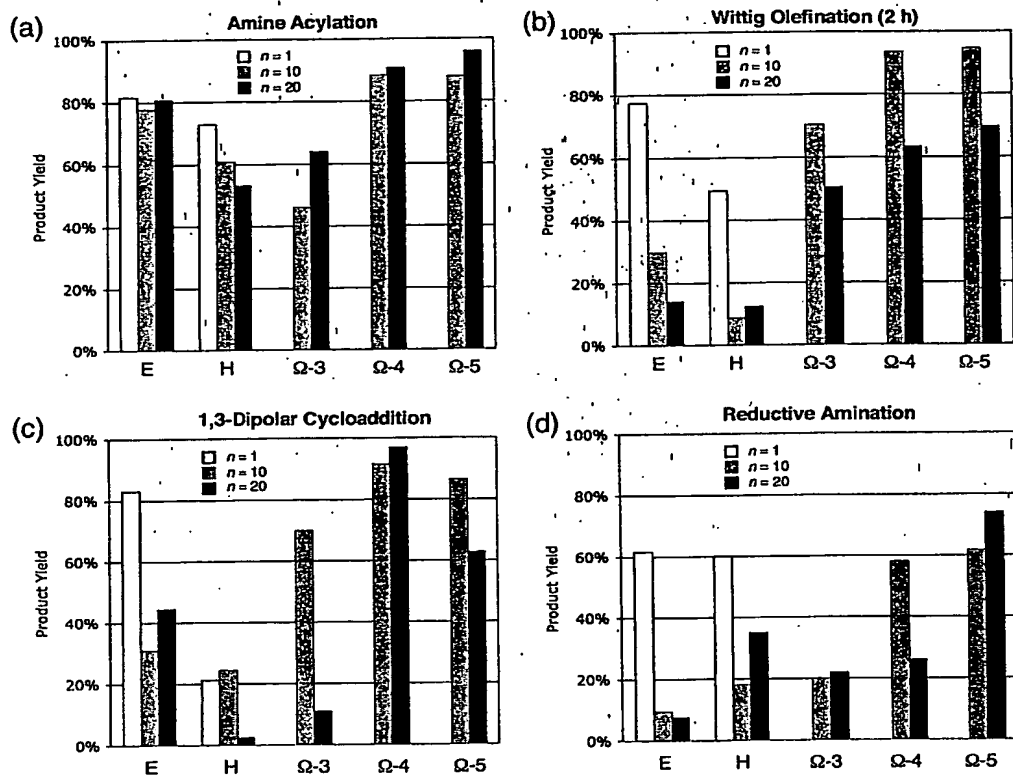 (a)
Amine Acylation
100%
80%
60%
40%
20%
0%
Product Yield
n = 1
n = 10
n = 20
E H Ω-3 Ω-4 Ω-5
(b)
Wittig Olefination (2 h)
100%
80%
60%
40%
20%
0%
Product Yield
n = 1
n = 10
n = 20
E H Ω-3 Ω-4 Ω-5
(c)
1,3-Dipolar Cycloaddition
100%
80%
60%
40%
20%
0%
Product Yield
n = 1
n = 10
n = 20
E H Ω-3 Ω-4 Ω-5
(d)
Reductive Amination
100%
80%
60%
40%
20%
0%
Product Yield
n = 1
n = 10
n = 20
E H Ω-3 Ω-4 Ω-5